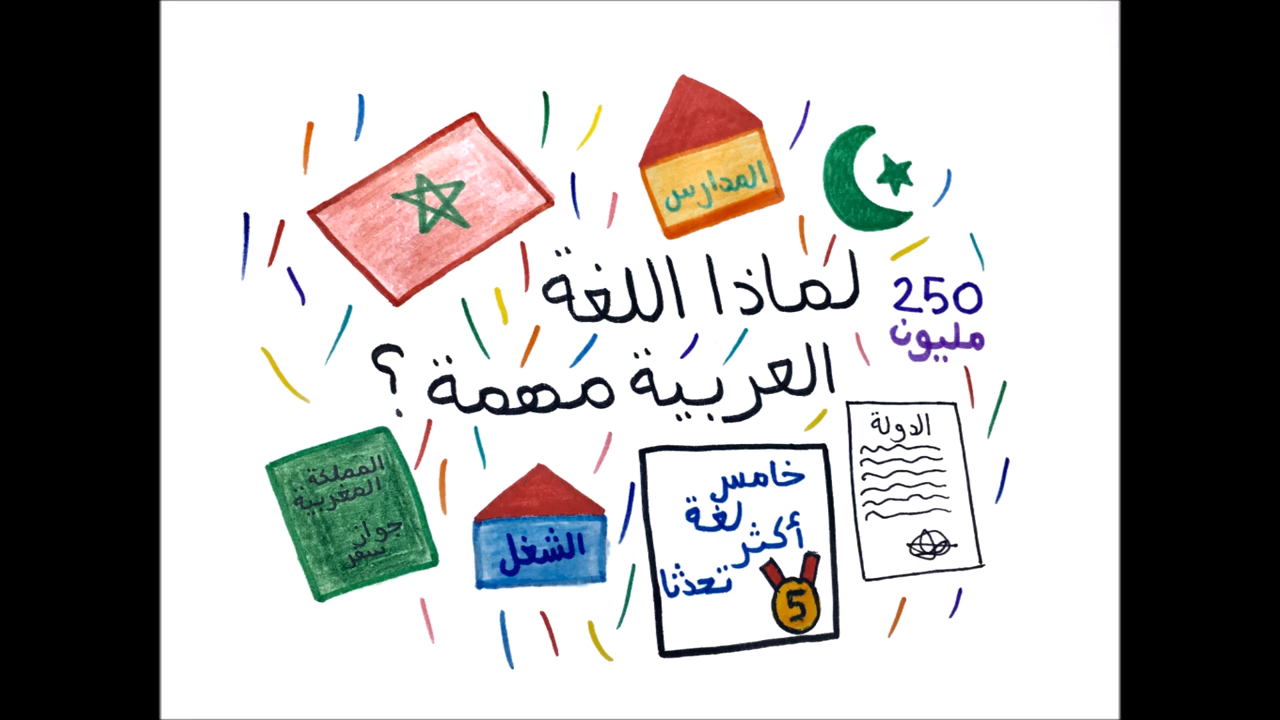 المدارس
لماذا اللغة
العربية مهمة ؟
250
مليون
الدولة
خامس
لغة
أكثر
تحدثا
5
الشغل
المملكة
المغربية
جواز
سفر